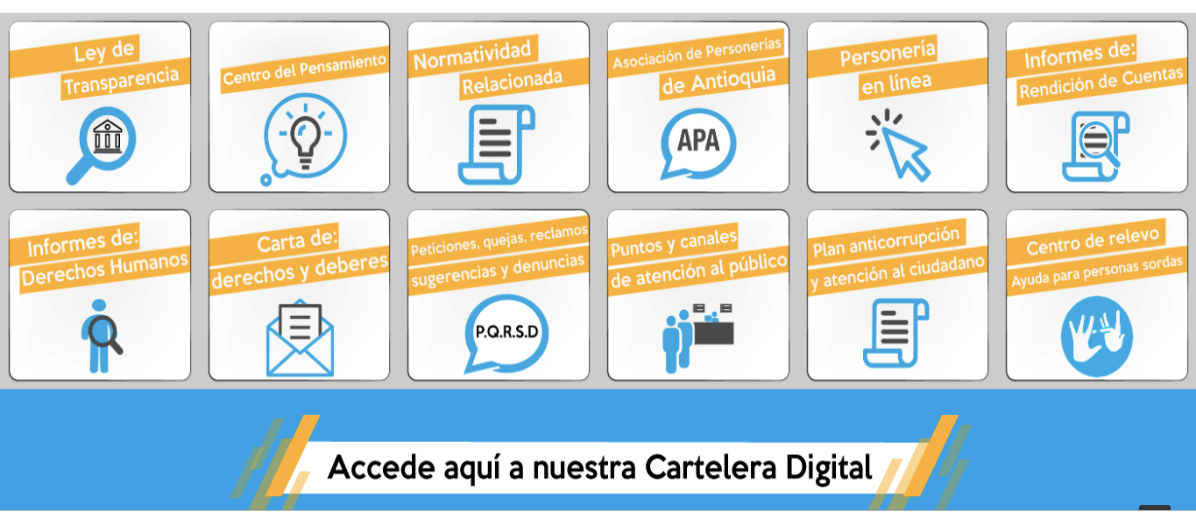 Ley de
Transparencia
Centro del Pensamiento
Normatividad
Relacionada
Asociación de Personerías
de Antioquia
APA
Personería
en línea
Informes de:
Rendición de Cuentas
Informes de:
Derechos Humanos
Carta de:
derechos y deberes
Peticiones, quejas, reclamos
sugerencias y denuncias
P.Q.R.S.D
Puntos y canales
de atención al público
Plan anticorrupción
y atención al ciudadano
Centro de relevo
Ayuda para personas sordas
Accede aquí a nuestra Cartelera Digital